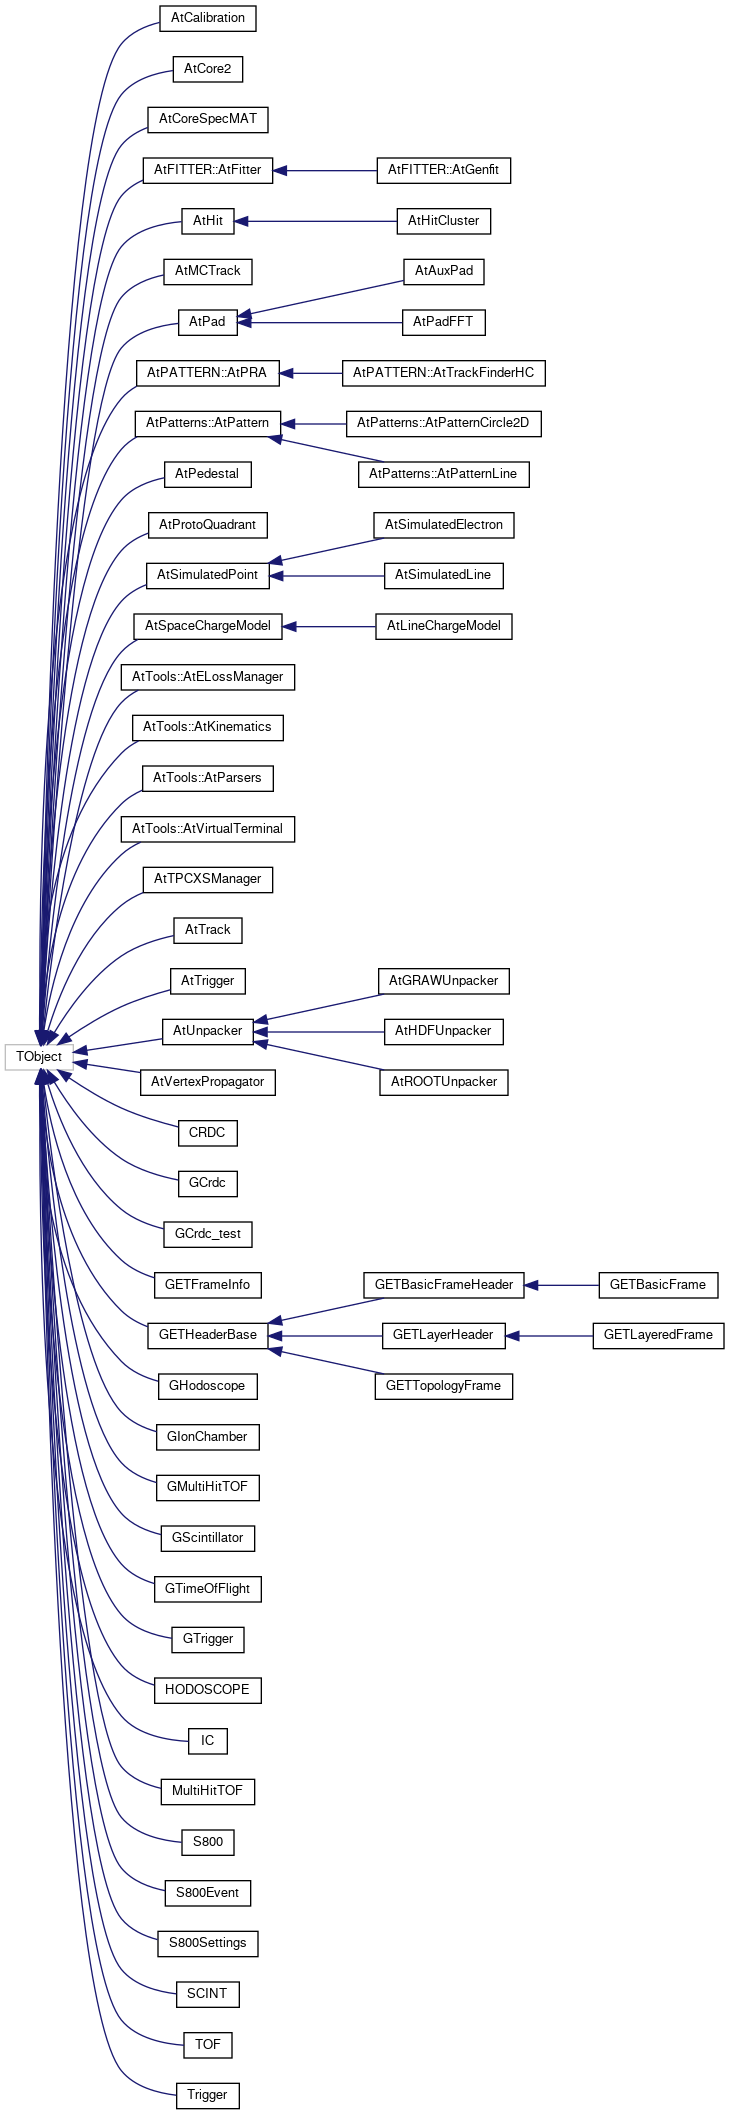 AtCalibration
AtCore2
AtCoreSpecMAT
AtFITTER::AtFitter
AtFITTER::AtGenfit
AtHit
AtHitCluster
AtMCTrack
AtAuxPad
AtPad
AtPadFFT
AtPATTERN::AtPRA
AtPATTERN::AtTrackFinderHC
AtPatterns::AtPattern
AtPatterns::AtPatternCircle2D
AtPatterns::AtPatternLine
AtPedestal
AtProtoQuadrant
AtSimulatedElectron
AtSimulatedPoint
AtSimulatedLine
AtSpaceChargeModel
AtLineChargeModel
AtTools::AtELossManager
AtTools::AtKinematics
AtTools::AtParsers
AtTools::AtVirtualTerminal
AtTPCXSManager
AtTrack
AtTrigger
AtGRAWUnpacker
AtUnpacker
AtHDFUnpacker
TObject
AtVertexPropagator
AtROOTUnpacker
CRDC
GCrdc
GCrdc_test
GETFrameInfo
GETBasicFrameHeader
GETBasicFrame
GETHeaderBase
GETLayerHeader
GETLayeredFrame
GHodoscope
GETTopologyFrame
GIonChamber
GMultiHitTOF
GScintillator
GTimeOfFlight
GTrigger
HODOSCOPE
IC
MultiHitTOF
S800
S800Event
S800Settings
SCINT
TOF
Trigger